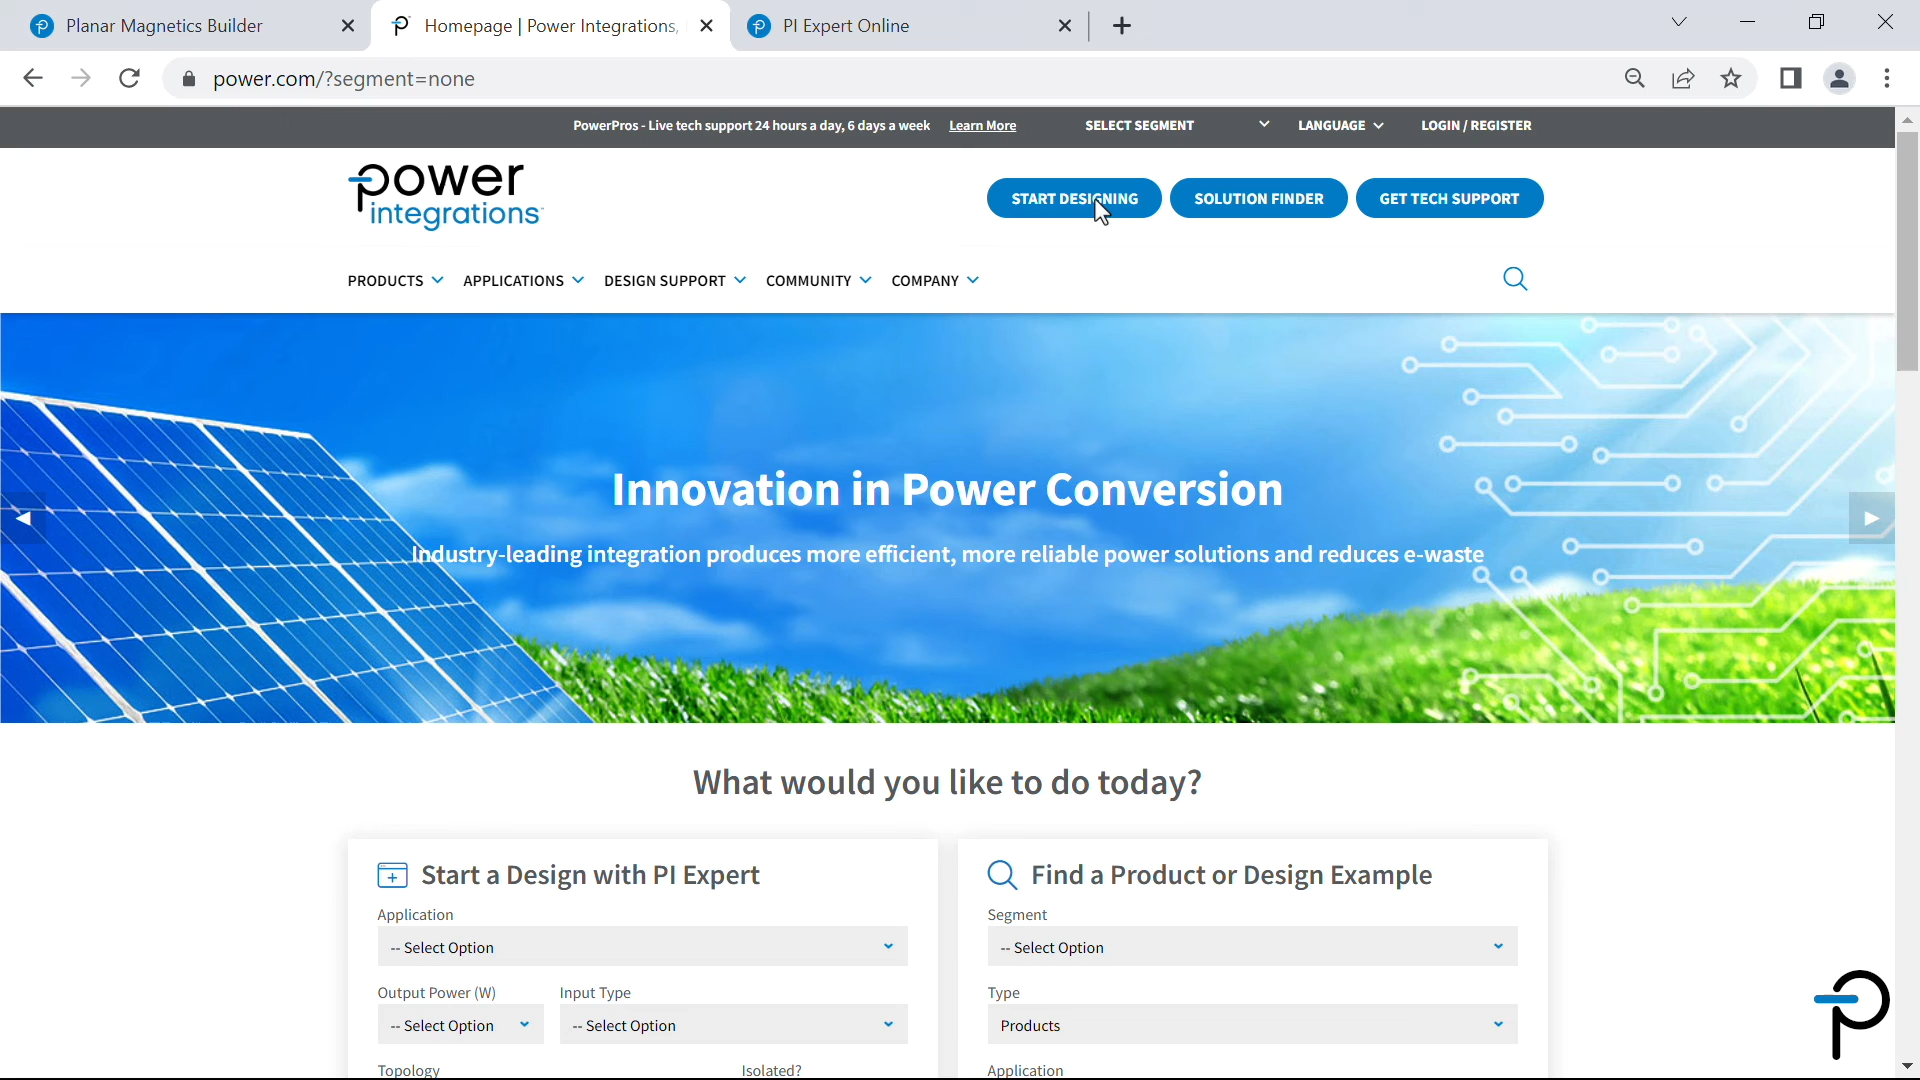 Planar Magnetics Builder
Homepage | Power Integrations,
PI Expert Online
power.com/?segment=none
PowerPros - Live tech support 24 hours a day, 6 days a week Learn More
SELECT SEGMENT
LANGUAGE
LOGIN / REGISTER
power
integrations
START DESIGNING
SOLUTION FINDER
GET TECH SUPPORT
PRODUCTS
APPLICATIONS
DESIGN SUPPORT
COMMUNITY
COMPANY
Innovation in Power Conversion
Industry-leading integration produces more efficient, more reliable power solutions and reduces e-waste
What would you like to do today?
Start a Design with PI Expert
Application
-- Select Option
Output Power (W)
Input Type
-- Select Option
-- Select Option
Topology
Isolated?
Find a Product or Design Example
Segment
-- Select Option
Type
Products
Application